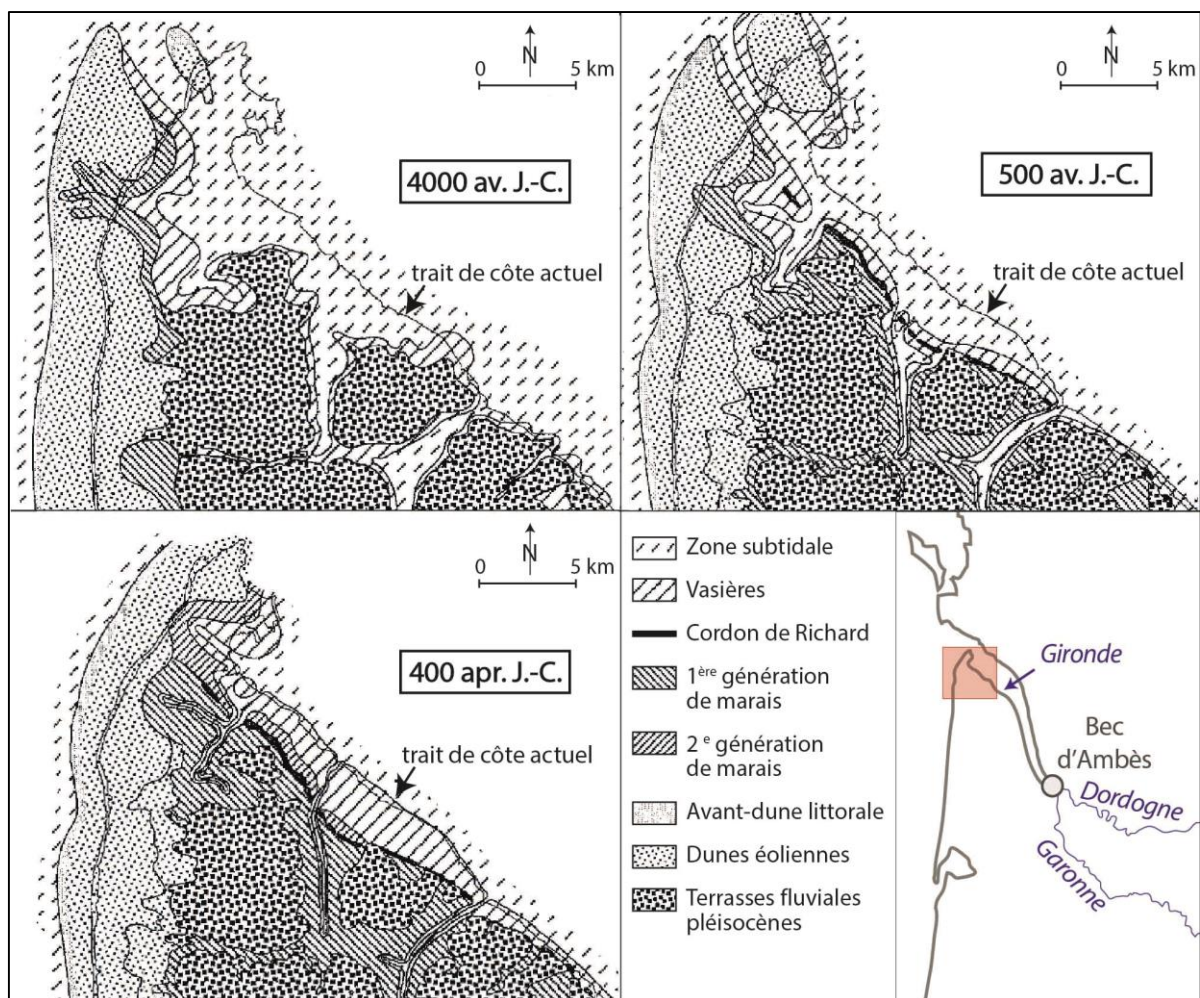 N
0 5 km
4000 av. J.-C.
trait de côte actuel
N
0 5 km
500 av. J.-C.
trait de côte actuel
N
0 5 km
400 apr. J.-C.
trait de côte actuel
Zone subtidale
Vasières
Cordon de Richard
1ère génération
de marais
2e génération
de marais
Avant-dune littorale
Dunes éoliennes
Terrasses fluviales
pléisocènes
Gironde
Bec
d'Ambès
Dordogne
Garonne